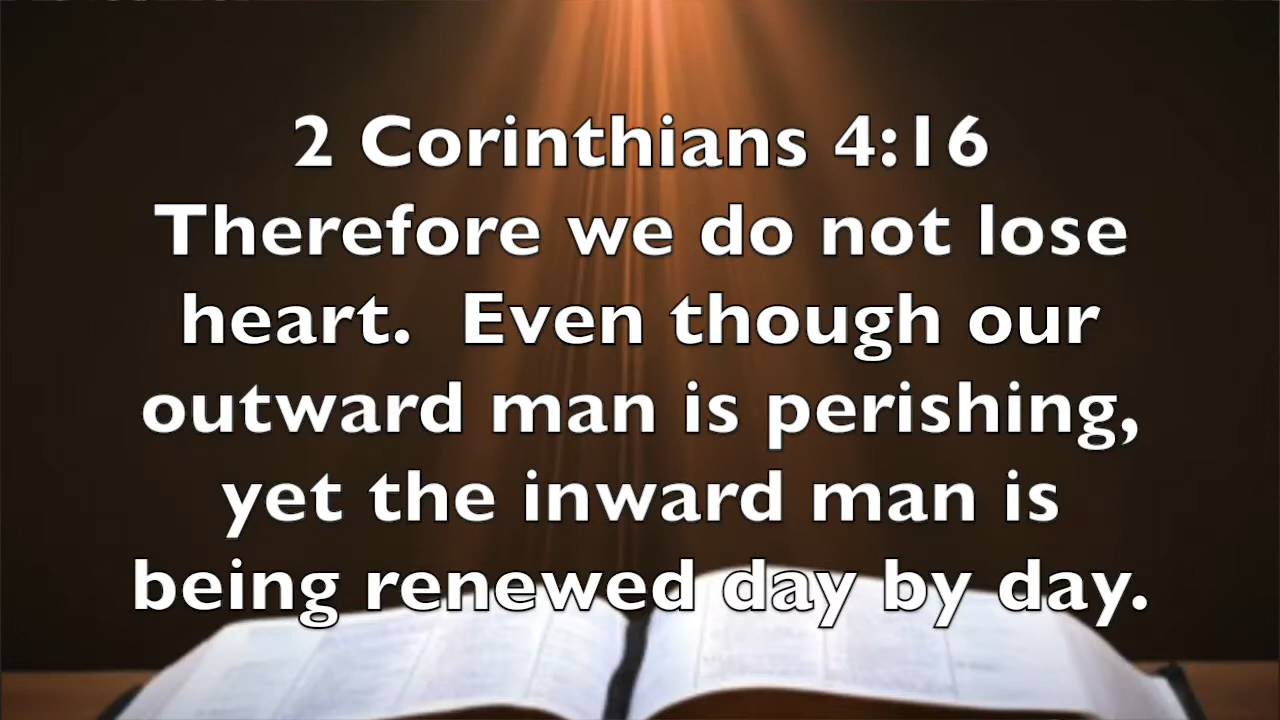 2 Corinthians 4:16
Therefore we do not lose
heart.  Even though our
outward man is perishing,
yet the inward man is
being renewed day by day.